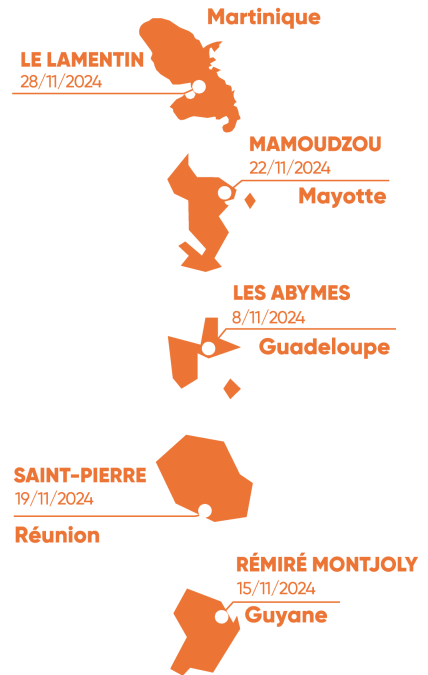 Martinique
LE LAMENTIN
28/11/2024
MAMOUDZOU
22/11/2024
Mayotte
LES ABYMES
8/11/2024
Guadeloupe
SAINT-PIERRE
19/11/2024
Réunion
RÉMIRÉ MONTJOLY
15/11/2024
Guyane